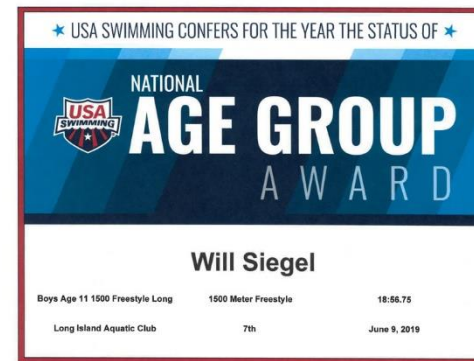 ★ USA SWIMMING CONFERS FOR THE YEAR THE STATUS OF ★
NATIONAL
USA
SWIMMING
AGE GROUP
AWARD
Will Siegel
Boys Age 11 1500 Freestyle Long 1500 Meter Freestyle 18:56.75
Long Island Aquatic Club 7th June 9, 2019